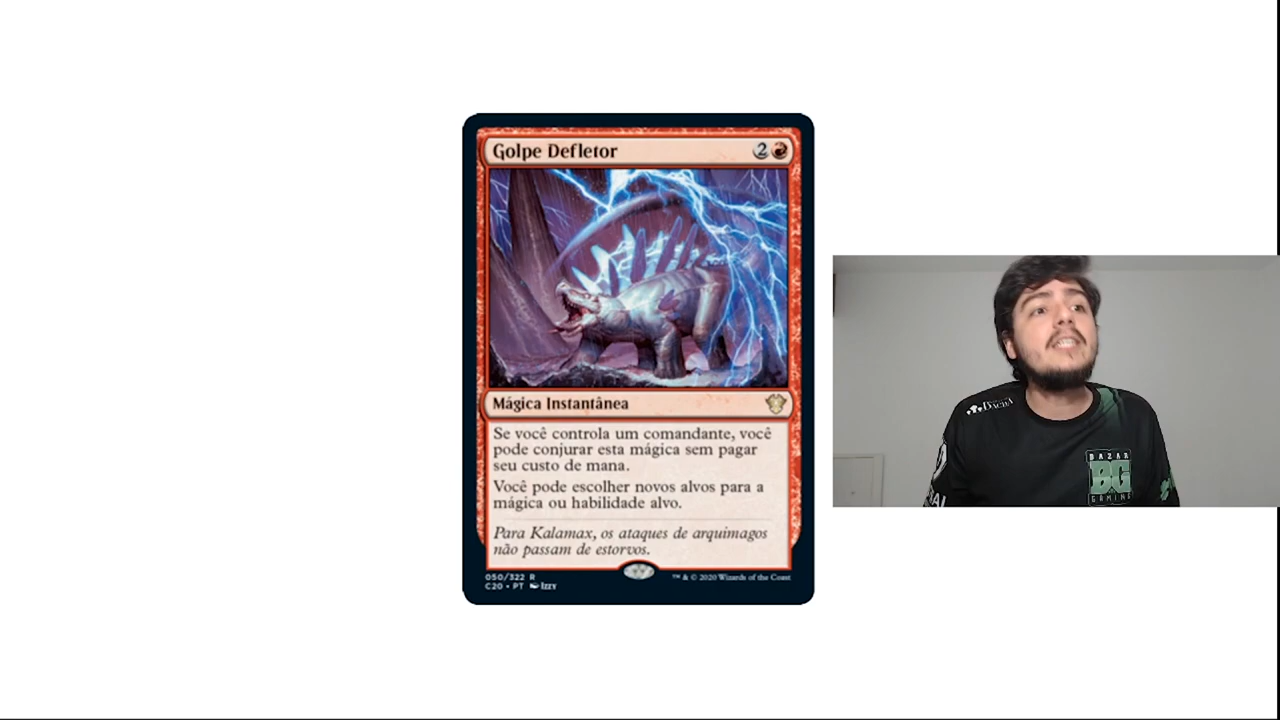 Golpe Defletor
2
Mágica Instantânea
Se você controla um comandante, você
pode conjurar esta mágica sem pagar
seu custo de mana.
Você pode escolher novos alvos para a
mágica ou habilidade alvo.
Para Kalamax, os ataques de arquimagos
não passam de estorvos.
050/322 R
C20 • PT Izzy
™ & © 2020 Wizards of the Coast
BAZAR
BG
GAMING